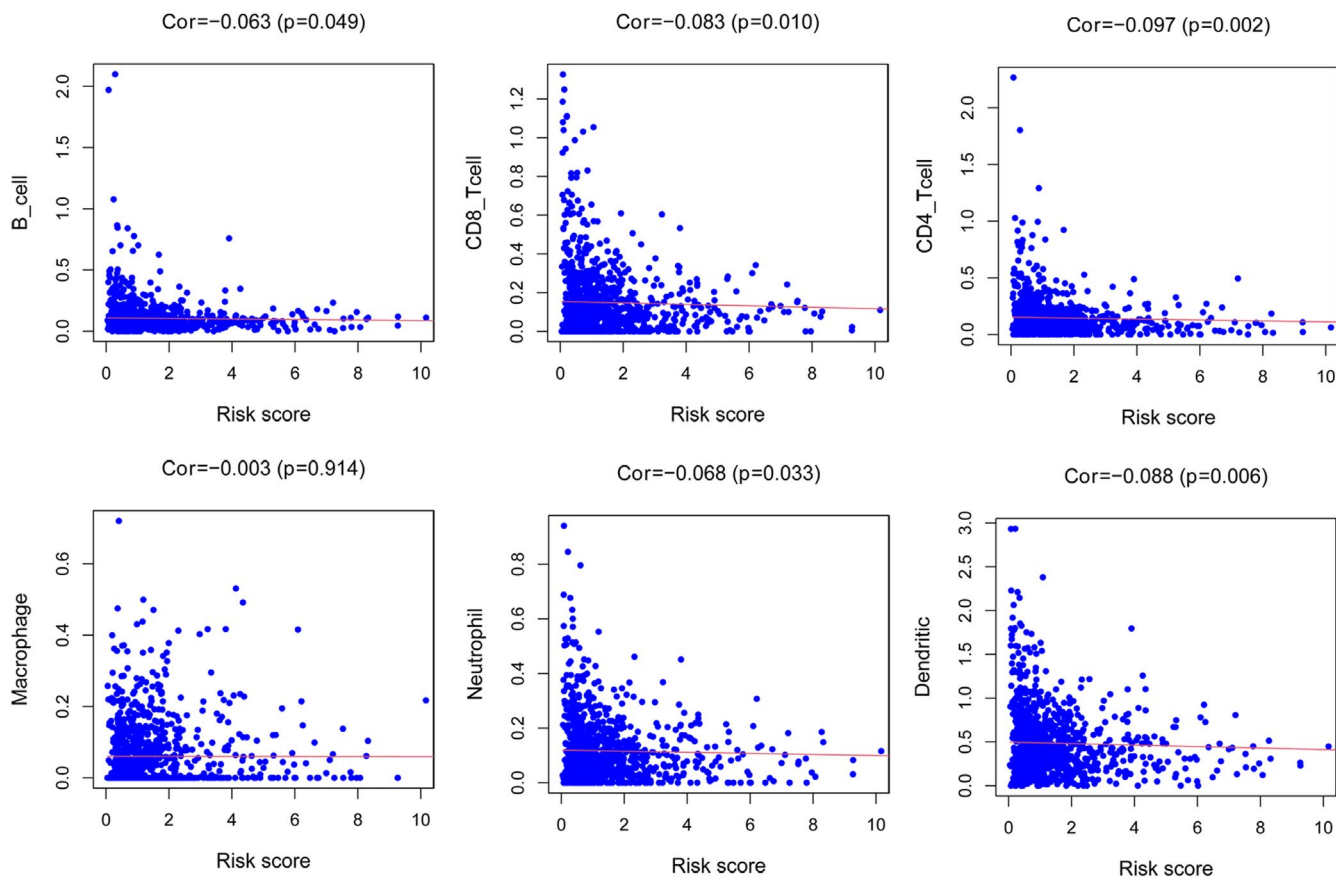 Cor=−0.063 (p=0.049)
B_cell
2.0
1.5
1.0
0.5
0.0
0 2 4 6 8 10
Risk score
Cor=−0.083 (p=0.010)
CD8_Tcell
1.2
1.0
0.8
0.6
0.4
0.2
0.0
0 2 4 6 8 10
Risk score
Cor=−0.097 (p=0.002)
CD4_Tcell
2.0
1.5
1.0
0.5
0.0
0 2 4 6 8 10
Risk score
Cor=−0.003 (p=0.914)
Macrophage
0.6
0.4
0.2
0.0
0 2 4 6 8 10
Risk score
Cor=−0.068 (p=0.033)
Neutrophil
0.8
0.6
0.4
0.2
0.0
0 2 4 6 8 10
Risk score
Cor=−0.088 (p=0.006)
Dendritic
3.0
2.5
2.0
1.5
1.0
0.5
0.0
0 2 4 6 8 10
Risk score